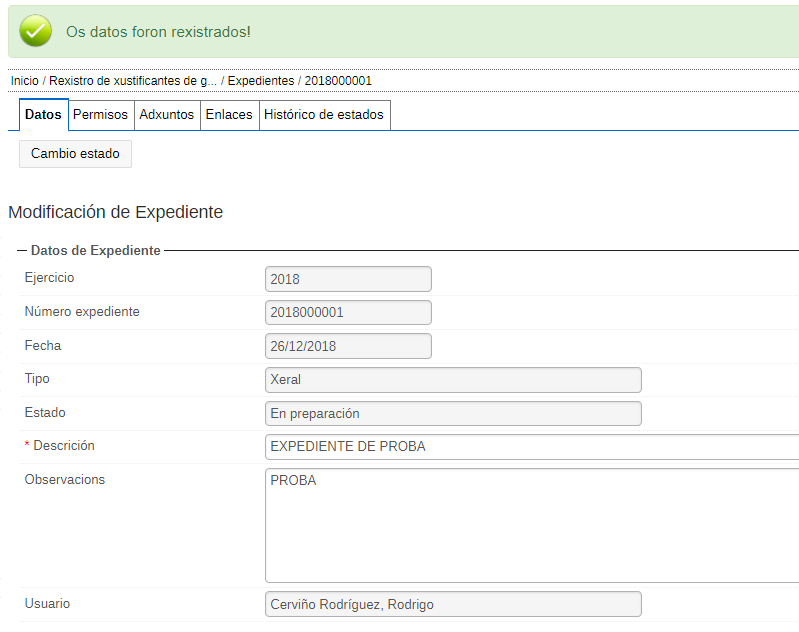 Os datos foron rexistrados!
Inicio / Rexistro de xustificantes de g... / Expedientes / 2018000001
Datos Permisos Adxuntos Enlaces Histórico de estados
Cambio estado
Modificación de Expediente
Datos de Expediente
Ejercicio 2018
Número expediente 2018000001
Fecha 26/12/2018
Tipo Xeral
Estado En preparación
* Descrición EXPEDIENTE DE PROBA
Observacions PROBA
Usuario Cerviño Rodríguez, Rodrigo